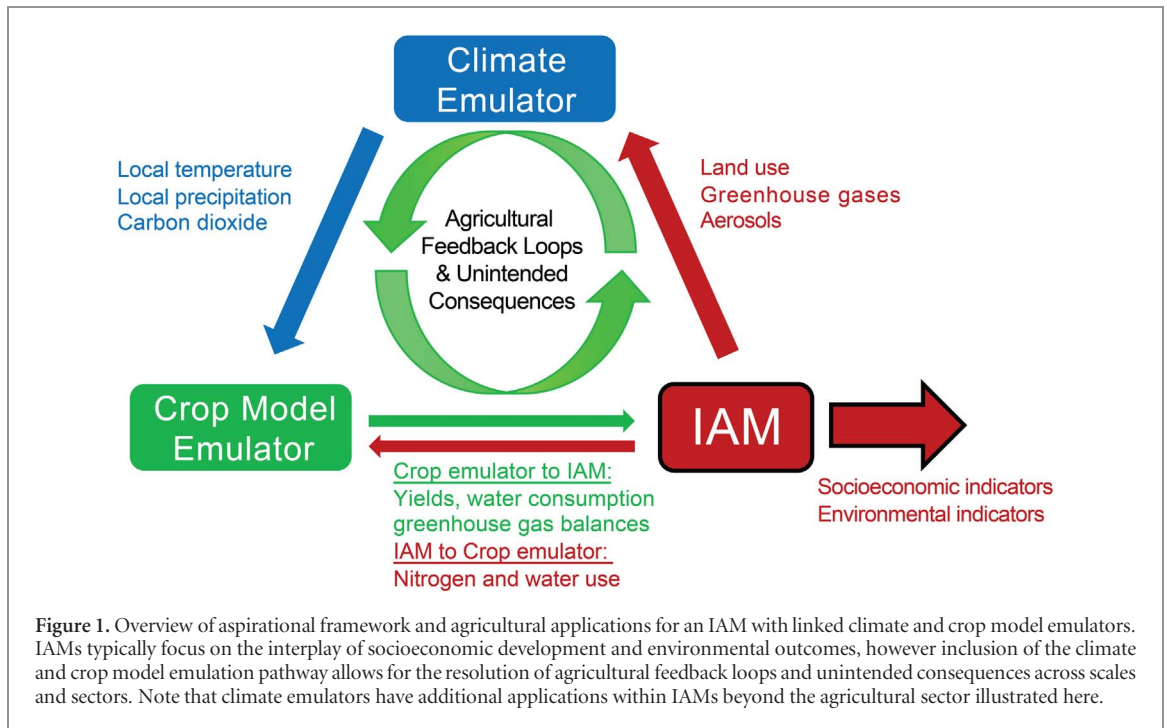 Climate
Emulator
Local temperature
Local precipitation
Carbon dioxide
Land use
Greenhouse gases
Aerosols
Agricultural
Feedback Loops
& Unintended
Consequences
Crop Model
Emulator
IAM
Crop emulator to IAM:
Yields, water consumption
greenhouse gas balances
IAM to Crop emulator:
Nitrogen and water use
Socioeconomic indicators
Environmental indicators
Figure 1. Overview of aspirational framework and agricultural applications for an IAM with linked climate and crop model emulators.
IAMs typically focus on the interplay of socioeconomic development and environmental outcomes, however inclusion of the climate
and crop model emulation pathway allows for the resolution of agricultural feedback loops and unintended consequences across scales
and sectors. Note that climate emulators have additional applications within IAMs beyond the agricultural sector illustrated here.